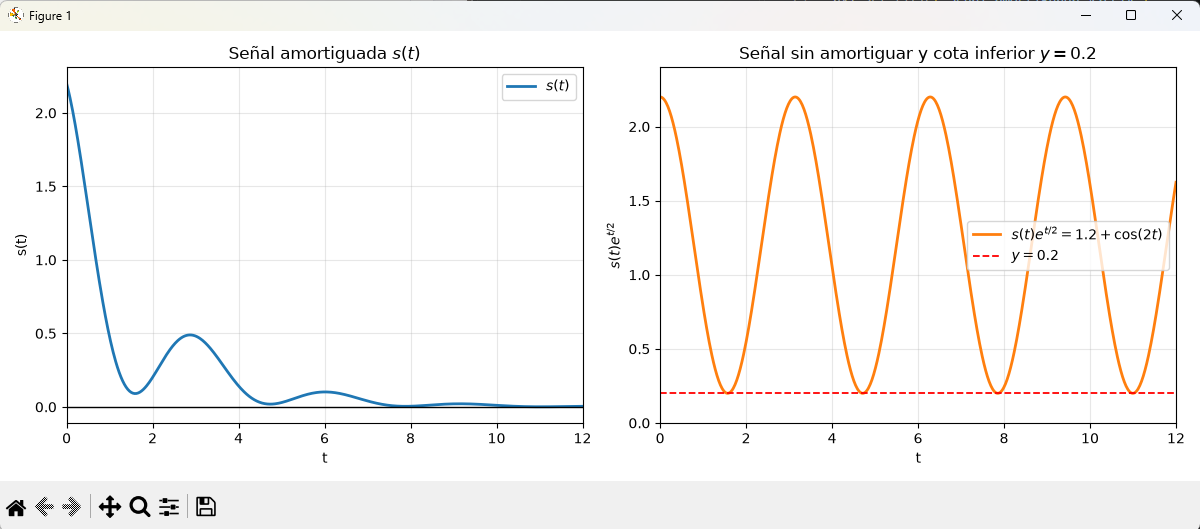 Figure 1
Señal amortiguada s(t)
s(t)
2.0
1.5
1.0
0.5
0.0
s(t)
0 2 4 6 8 10 12
t
Señal sin amortiguar y cota inferior y = 0.2
2.0
1.5
1.0
0.5
0.0
s(t)e^{t/2}
s(t)e^{t/2} = 1.2 + cos(2t)
y = 0.2
0 2 4 6 8 10 12
t